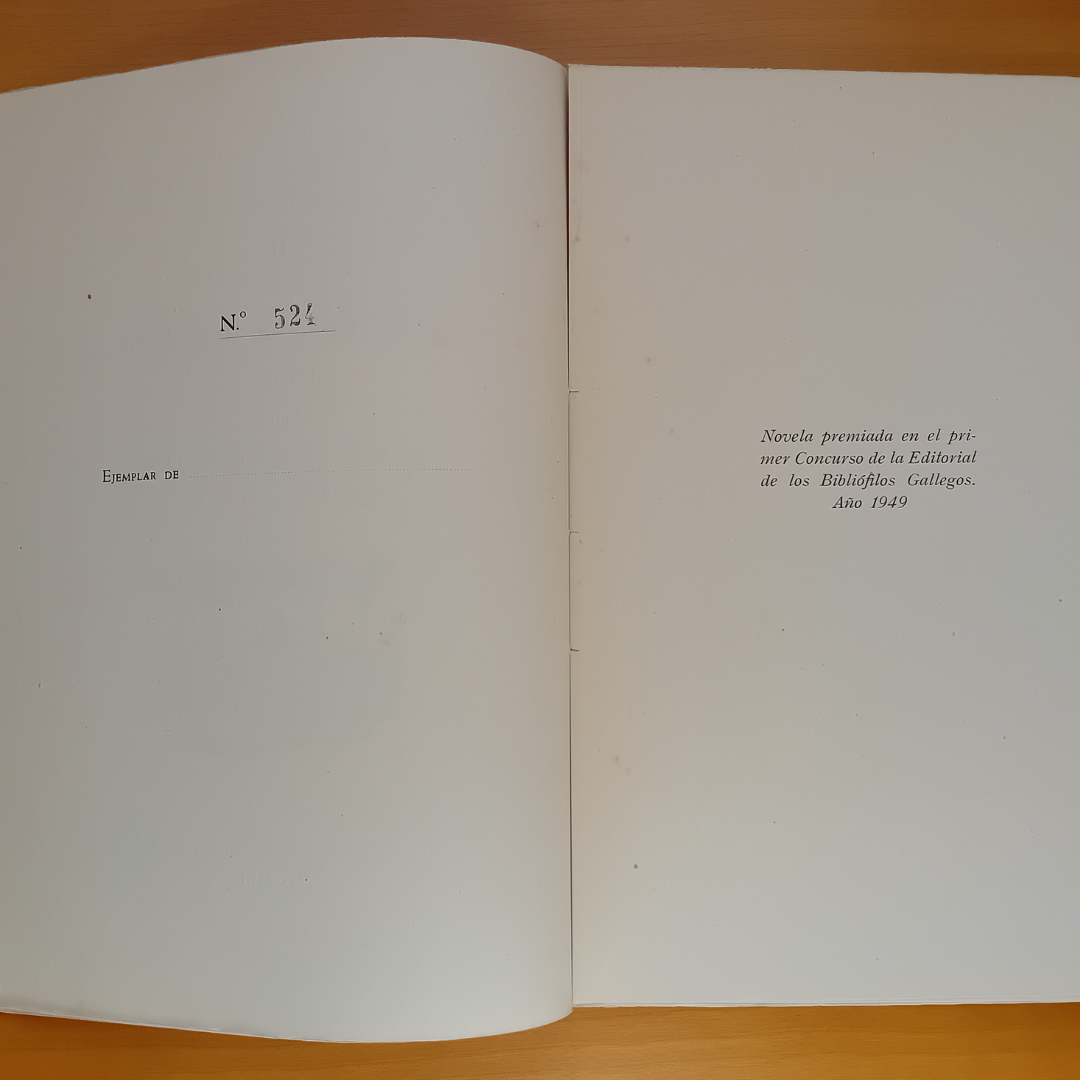 N.º 524
EJEMPLAR DE
Novela premiada en el pri-
mer Concurso de la Editorial
de los Bibliófilos Gallegos.
Año 1949